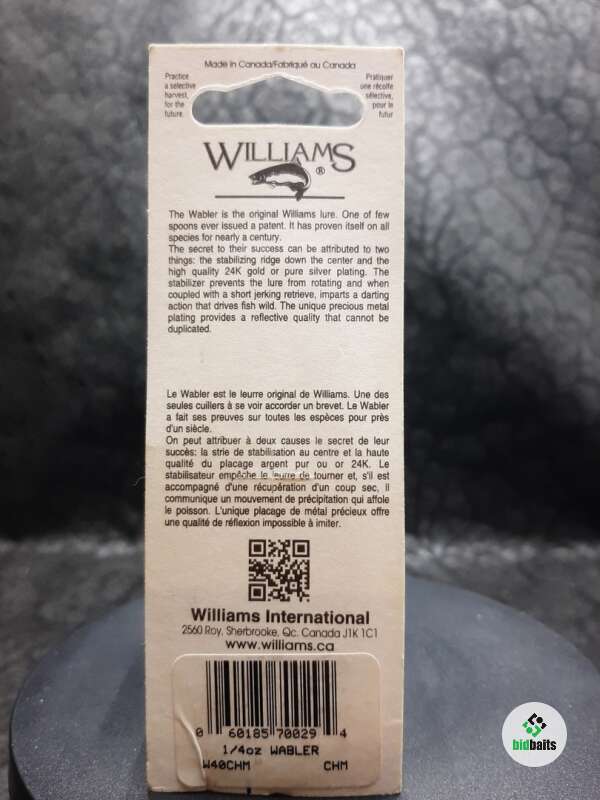 Made in Canada/Fabriqué au Canada
Practice
a selective
harvest,
for the
future.
Pratiquer
une récolte
sélective,
pour le
futur
WILLIAMS
®
The Wabler is the original Williams lure. One of few
spoons ever issued a patent. It has proven itself on all
species for nearly a century.
The secret to their success can be attributed to two
things: the stabilizing ridge down the center and the
high quality 24K gold or pure silver plating. The
stabilizer prevents the lure from rotating and when
coupled with a short jerking retrieve, imparts a darting
action that drives fish wild. The unique precious metal
plating provides a reflective quality that cannot be
duplicated.
Le Wabler est le leurre original de Williams. Une des
seules cuillers à se voir accorder un brevet. Le Wabler
a fait ses preuves sur toutes les espèces pour près
d'un siècle.
On peut attribuer à deux causes le secret de leur
succès: la strie de stabilisation au centre et la haute
qualité du placage argent pur ou or 24K. Le
stabilisateur empêche le leurre de tourner et, s'il est
accompagné d'une récupération d'un coup sec, il
communique un mouvement de précipitation qui affole
le poisson. L'unique placage de métal précieux offre
une qualité de réflexion impossible à imiter.
Williams International
2560 Roy, Sherbrooke, Qc. Canada J1K 1C1
www.williams.ca
0 60185 70029 4
1/4oz WABLER
W40CHM CHM
bidbaits